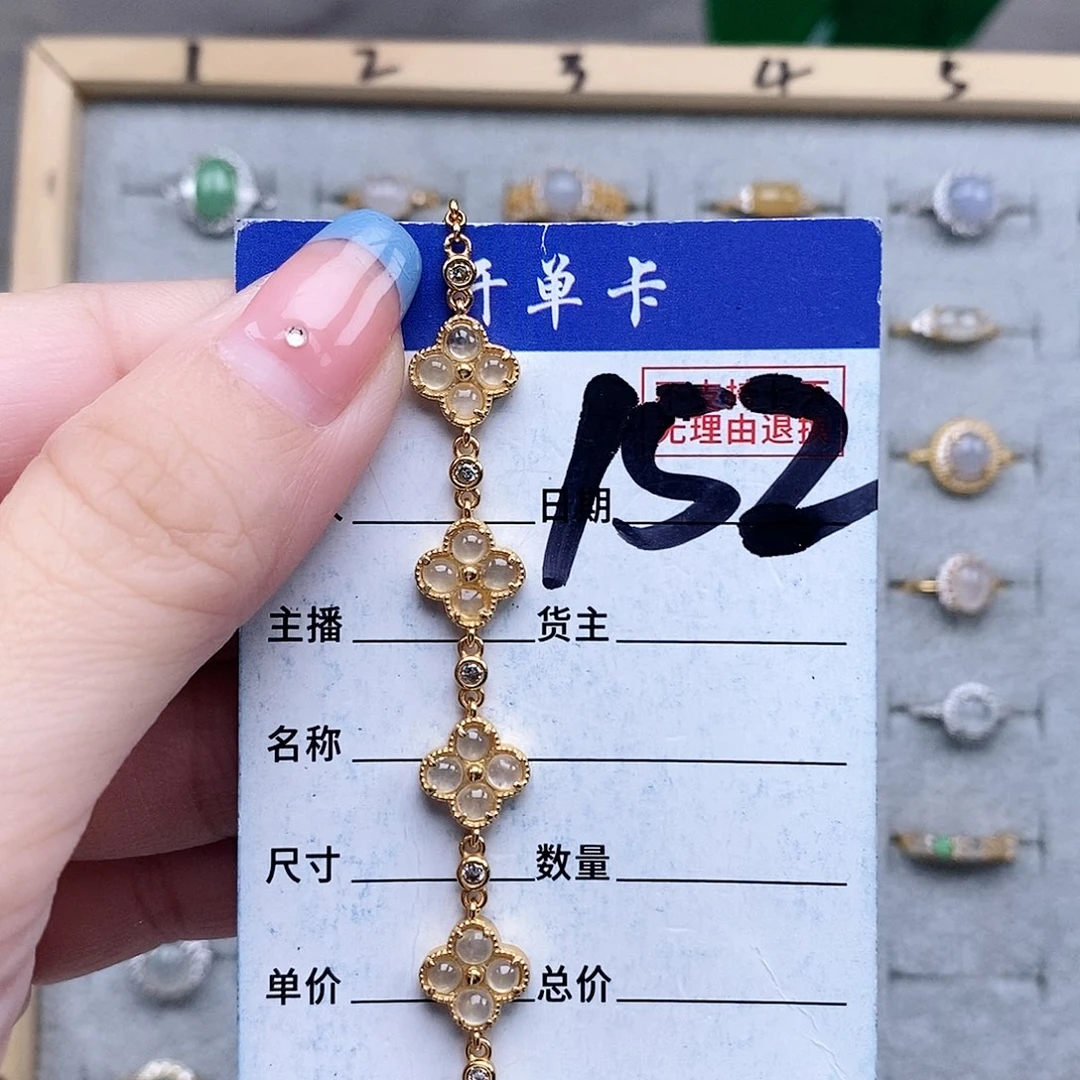 1 2 3 4 5
开单卡
152
无理由退换
日期
主播 货主
名称
尺寸 数量
单价 总价